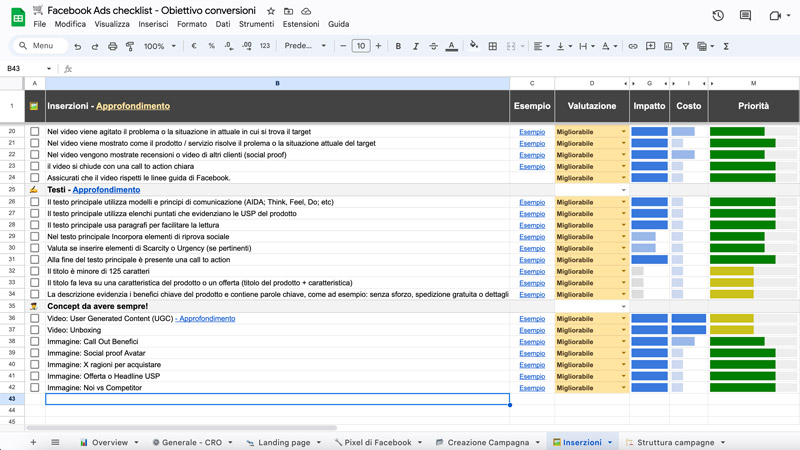 Facebook Ads checklist - Obiettivo conversioni
File Modifica Visualizza Inserisci Formato Dati Strumenti Estensioni Guida
Menu 100% € % .0 .00 123 Prede... 10 B I A
B43 fx
A B C D G I M
1 Inserzioni - Approfondimento Esempio Valutazione Impatto Costo Priorità
20 Nel video viene agitato il problema o la situazione in attuale in cui si trova il target Esempio Migliorabile
21 Nel video viene mostrato come il prodotto / servizio risolve il prolema o la situazione attuale del target Esempio Migliorabile
22 Nel video vengono mostrate recensioni o video di altri clienti (social proof) Esempio Migliorabile
23 il video si chiude con una call to action chiara Esempio Migliorabile
24 Assicurati che il video rispetti le linee guida di Facebook. Esempio Migliorabile
25 Testi - Approfondimento
26 Il testo principale utilizza modelli e principi di comunicazione (AIDA; Think, Feel, Do; etc) Esempio Migliorabile
27 Il testo principale utilizza elenchi puntati che evidenziano le USP del prodotto Esempio Migliorabile
28 Il testo principale usa paragrafi per facilitare la lettura Esempio Migliorabile
29 Nel testo principale Incorpora elementi di riprova sociale Esempio Migliorabile
30 Valuta se inserire elementi di Scarcity o Urgency (se pertinenti) Esempio Migliorabile
31 Alla fine del testo principale è presente una call to action Esempio Migliorabile
32 Il titolo è minore di 125 caratteri Esempio Migliorabile
33 Il titolo fa leva su una caratteristica del prodotto o un offerta (titolo del prodotto + caratteristica) Esempio Migliorabile
34 La descrizione evidenzia i benefici chiave del prodotto e contiene parole chiave, come ad esempio: senza sforzo, spedizione gratuita o dettagli Esempio Migliorabile
35 Concept da avere sempre!
36 Video: User Generated Content (UGC) - Approfondimento Esempio Migliorabile
37 Video: Unboxing Esempio Migliorabile
38 Immagine: Call Out Benefici Esempio Migliorabile
39 Immagine: Social proof Avatar Esempio Migliorabile
40 Immagine: X ragioni per acquistare Esempio Migliorabile
41 Immagine: Offerta o Headline USP Esempio Migliorabile
42 Immagine: Noi vs Competitor Esempio Migliorabile
43
44
45
Overview Generale - CRO Landing page Pixel di Facebook Creazione Campagna Inserzioni Struttura campagne